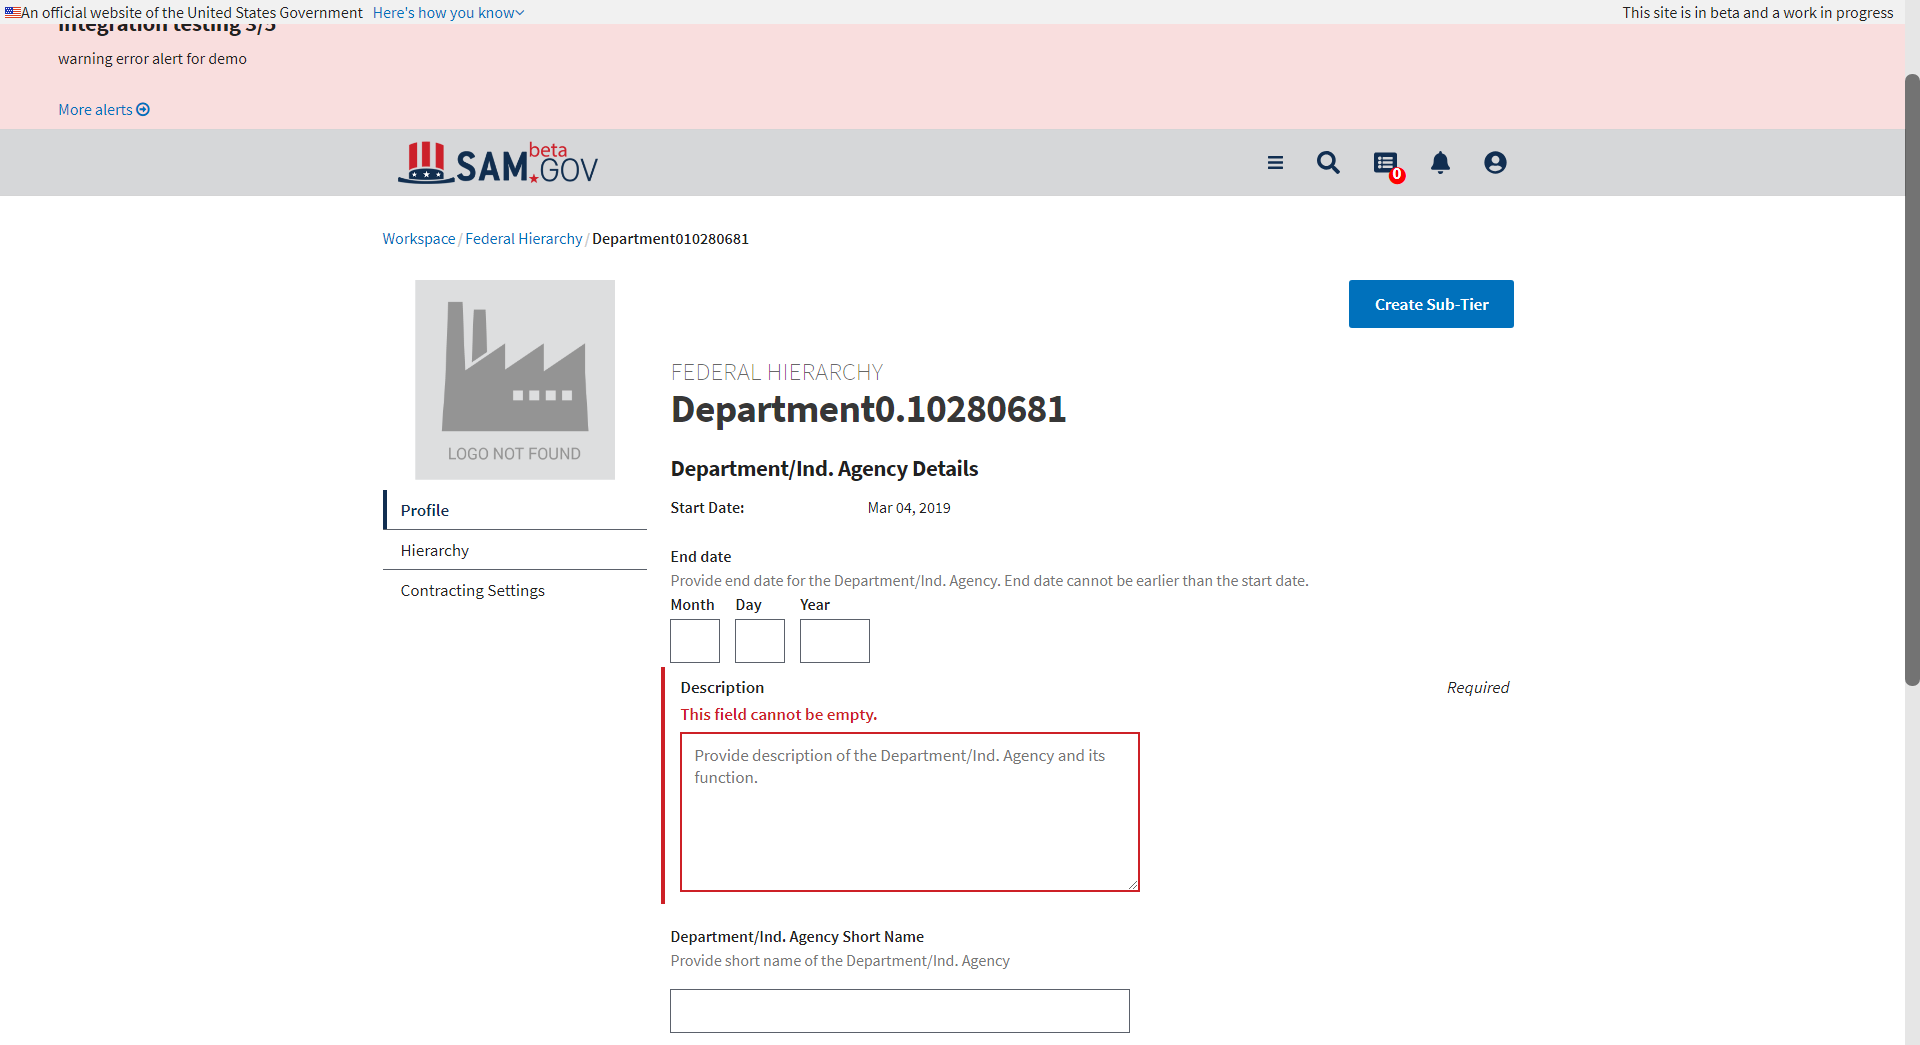 An official website of the United States Government Here's how you know
This site is in beta and a work in progress
integration testing 3/5
warning error alert for demo
More alerts
SAM.GOV beta
0
Workspace / Federal Hierarchy / Department010280681
LOGO NOT FOUND
Create Sub-Tier
Profile
Hierarchy
Contracting Settings
FEDERAL HIERARCHY
Department0.10280681
Department/Ind. Agency Details
Start Date: Mar 04, 2019
End date
Provide end date for the Department/Ind. Agency. End date cannot be earlier than the start date.
Month Day Year
Description Required
This field cannot be empty.
Provide description of the Department/Ind. Agency and its
function.
Department/Ind. Agency Short Name
Provide short name of the Department/Ind. Agency